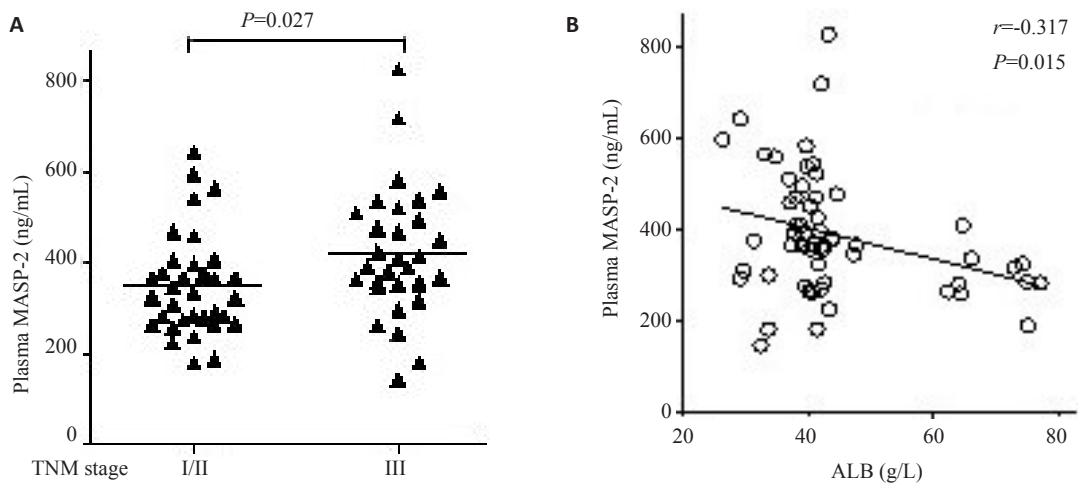 A
P=0.027
Plasma MASP-2 (ng/mL)
800
600
400
200
0
TNM stage I/II III
B
r=-0.317
P=0.015
Plasma MASP-2 (ng/mL)
800
600
400
200
0
20 40 60 80
ALB (g/L)